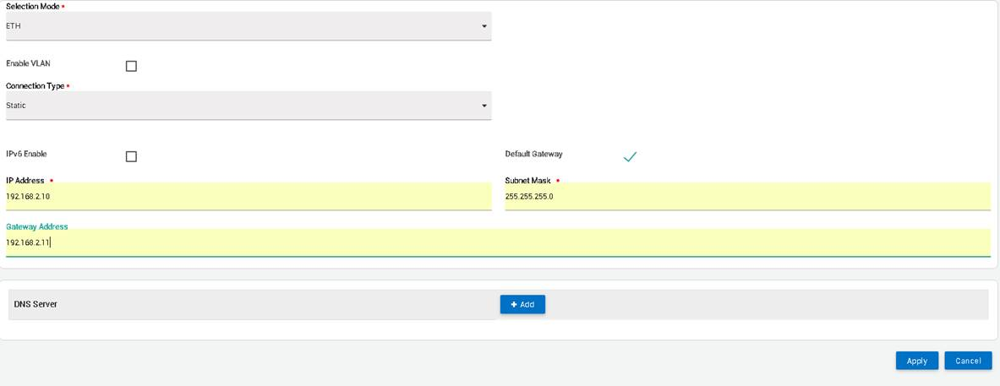 Selection Mode •
ETH
Enable VLAN
Connection Type •
Static
IPv6 Enable
Default Gateway
IP Address •
Subnet Mask •
192.168.2.10
255.255.255.0
Gateway Address
192.168.2.11
DNS Server
+ Add
Apply Cancel